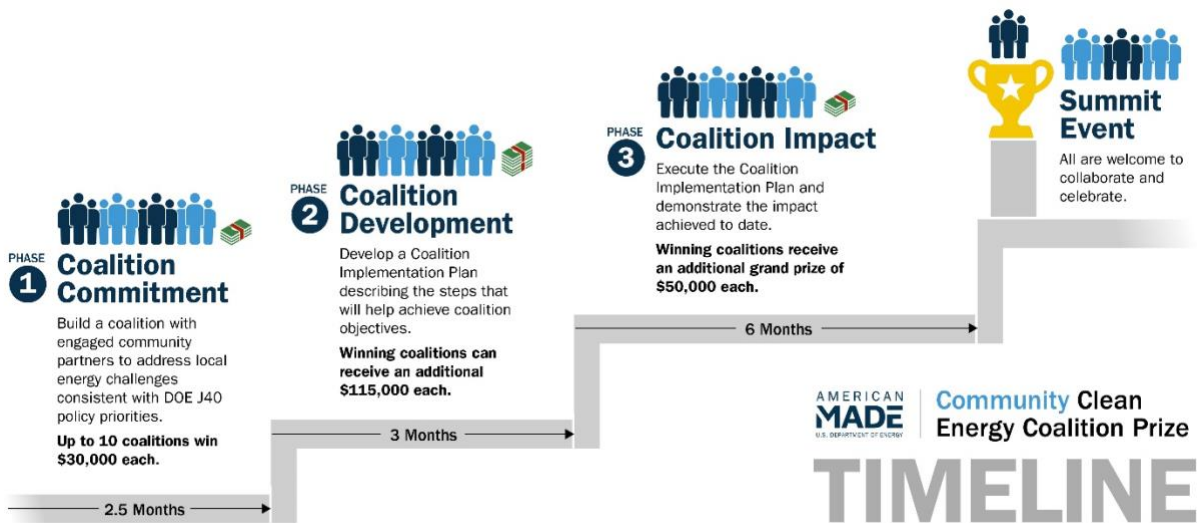 PHASE
1
Coalition
Commitment
Build a coalition with
engaged community
partners to address local
energy challenges
consistent with DOE J40
policy priorities.
Up to 10 coalitions win
$30,000 each.
2.5 Months
PHASE
2
Coalition
Development
Develop a Coalition
Implementation Plan
describing the steps that
will help achieve coalition
objectives.
Winning coalitions can
receive an additional
$115,000 each.
3 Months
PHASE
3
Coalition Impact
Execute the Coalition
Implementation Plan and
demonstrate the impact
achieved to date.
Winning coalitions receive
an additional grand prize of
$50,000 each.
6 Months
Summit
Event
All are welcome to
collaborate and
celebrate.
AMERICAN
MADE
U.S. DEPARTMENT OF ENERGY
Community Clean
Energy Coalition Prize
TIMELINE